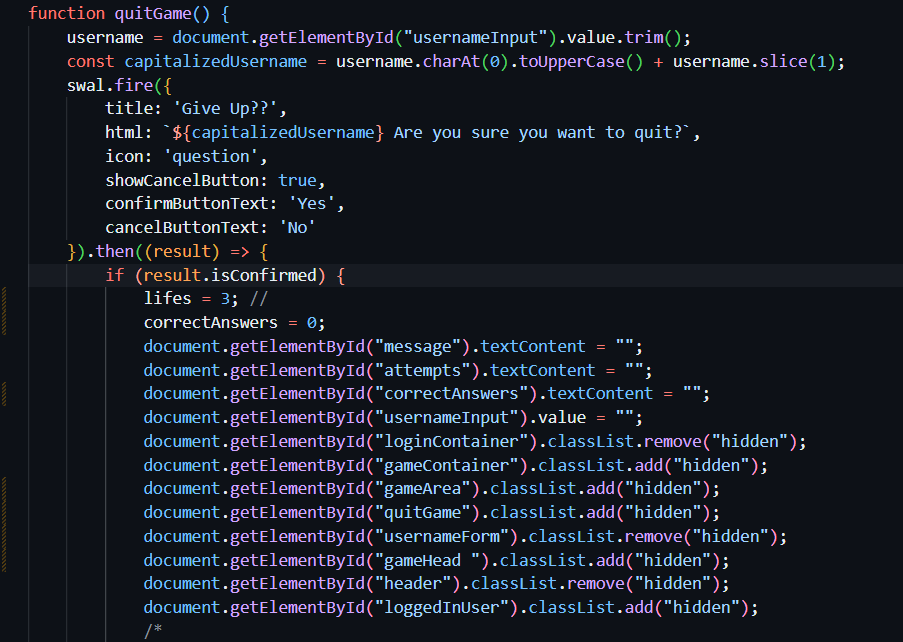 function quitGame() {
username = document.getElementById("usernameInput").value.trim();
const capitalizedUsername = username.charAt(0).toUpperCase() + username.slice(1);
swal.fire({
title: 'Give Up??',
html: `${capitalizedUsername} Are you sure you want to quit?`,
icon: 'question',
showCancelButton: true,
confirmButtonText: 'Yes',
cancelButtonText: 'No'
}).then((result) => {
if (result.isConfirmed) {
lifes = 3; //
correctAnswers = 0;
document.getElementById("message").textContent = "";
document.getElementById("attempts").textContent = "";
document.getElementById("correctAnswers").textContent = "";
document.getElementById("usernameInput").value = "";
document.getElementById("loginContainer").classList.remove("hidden");
document.getElementById("gameContainer").classList.add("hidden");
document.getElementById("gameArea").classList.add("hidden");
document.getElementById("quitGame").classList.add("hidden");
document.getElementById("usernameForm").classList.remove("hidden");
document.getElementById("gameHead ").classList.add("hidden");
document.getElementById("header").classList.remove("hidden");
document.getElementById("loggedInUser").classList.add("hidden");
/*